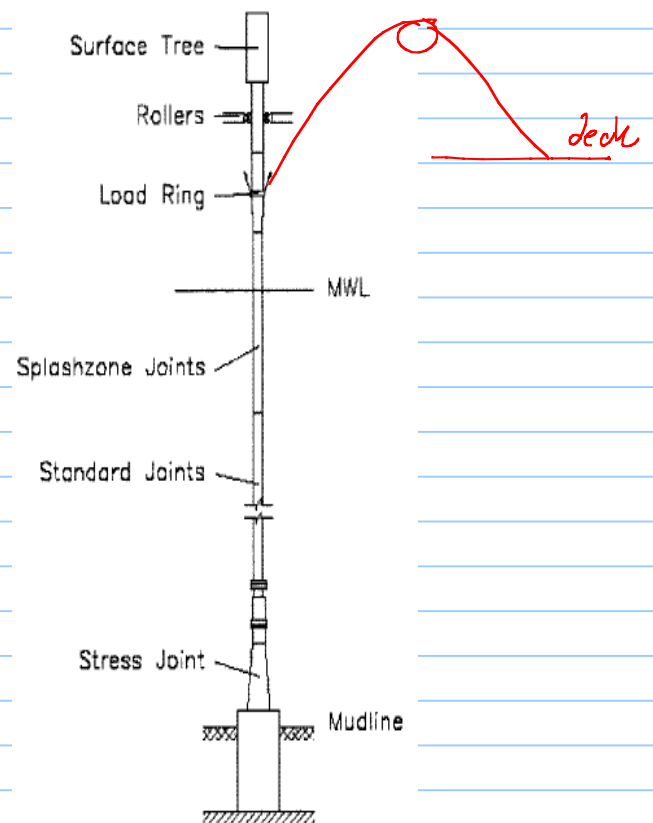 Surface Tree
Rollers
deck
Load Ring
MWL
Splashzone Joints
Standard Joints
Stress Joint
Mudline